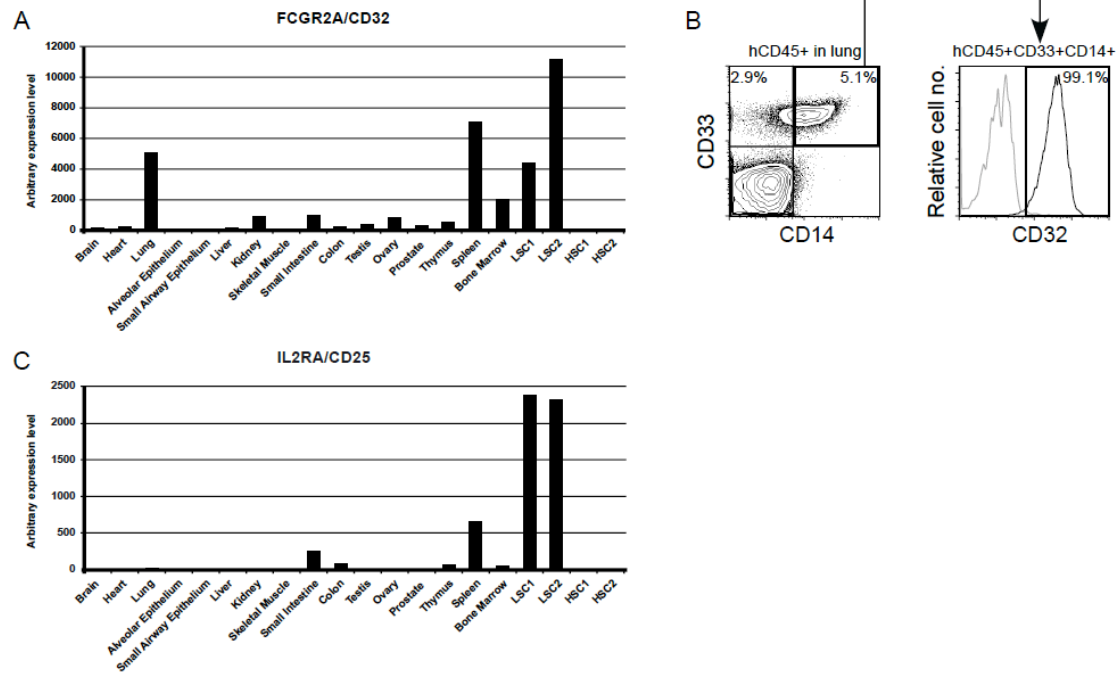 A
FCGR2A/CD32
Arbitrary expression level
12000
10000
8000
6000
4000
2000
0
Brain
Heart
Lung
Alveolar Epithelium
Small Airway Epithelium
Liver
Kidney
Skeletal Muscle
Small Intestine
Colon
Testis
Ovary
Prostate
Thymus
Spleen
Bone Marrow
LSC1
LSC2
HSC1
HSC2
B
hCD45+ in lung
2.9%
5.1%
CD33
CD14
hCD45+CD33+CD14+
99.1%
Relative cell no.
CD32
C
IL2RA/CD25
Arbitrary expression level
2500
2000
1500
1000
500
0
Brain
Heart
Lung
Alveolar Epithelium
Small Airway Epithelium
Liver
Kidney
Skeletal Muscle
Small Intestine
Colon
Testis
Ovary
Prostate
Thymus
Spleen
Bone Marrow
LSC1
LSC2
HSC1
HSC2